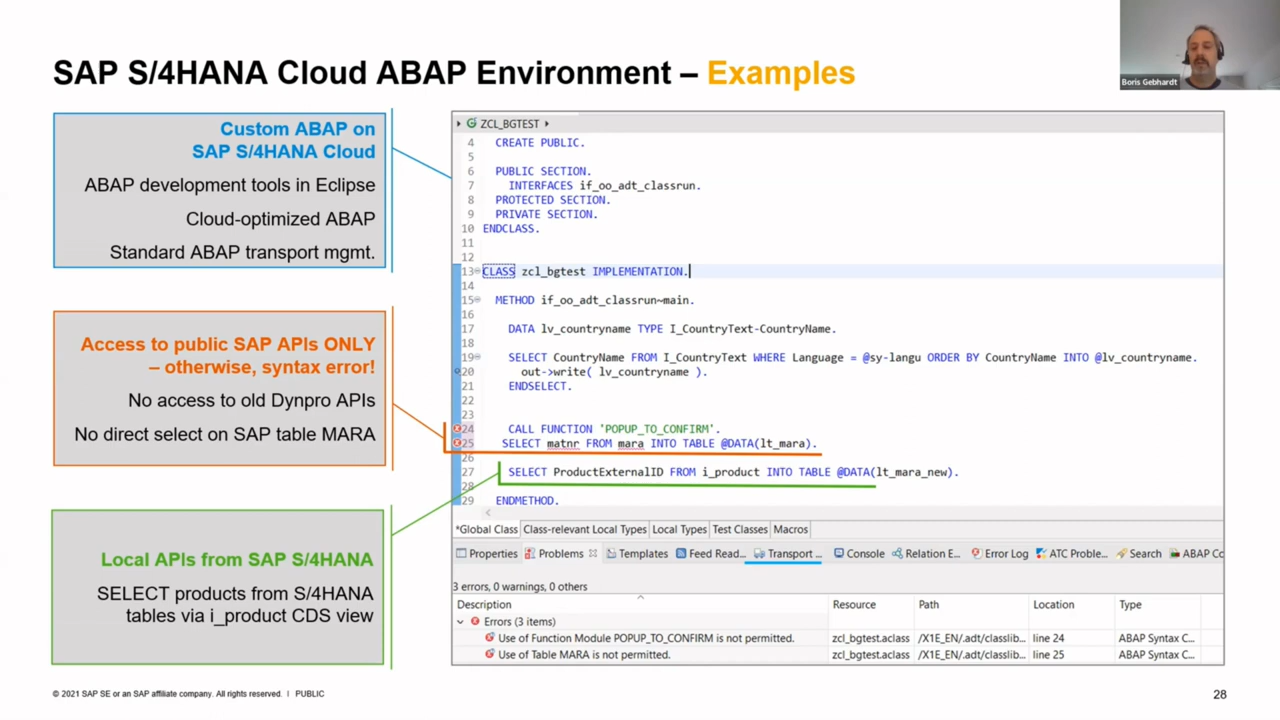 SAP S/4HANA Cloud ABAP Environment – Examples
Boris Gebhardt
Custom ABAP on
SAP S/4HANA Cloud
ABAP development tools in Eclipse
Cloud-optimized ABAP
Standard ABAP transport mgmt.
Access to public SAP APIs ONLY
– otherwise, syntax error!
No access to old Dynpro APIs
No direct select on SAP table MARA
Local APIs from SAP S/4HANA
SELECT products from S/4HANA
tables via i_product CDS view
ZCL_BGTEST
4 CREATE PUBLIC.
5
6 PUBLIC SECTION.
7 INTERFACES if_oo_adt_classrun.
8 PROTECTED SECTION.
9 PRIVATE SECTION.
10 ENDCLASS.
11
12
13 CLASS zcl_bgtest IMPLEMENTATION.
14
15 METHOD if_oo_adt_classrun~main.
16
17 DATA lv_countryname TYPE I_CountryText-CountryName.
18
19 SELECT CountryName FROM I_CountryText WHERE Language = @sy-langu ORDER BY CountryName INTO @lv_countryname.
20 out->write( lv_countryname ).
21 ENDSELECT.
22
23
24 CALL FUNCTION 'POPUP_TO_CONFIRM'.
25 SELECT matnr FROM mara INTO TABLE @DATA(lt_mara).
26
27 SELECT ProductExternalID FROM i_product INTO TABLE @DATA(lt_mara_new).
28
29 ENDMETHOD.
*Global Class Class-relevant Local Types Local Types Test Classes Macros
Properties Problems Templates Feed Read... Transport ... Console Relation E... Error Log ATC Proble... Search ABAP Co
3 errors, 0 warnings, 0 others
Description Resource Path Location Type
Errors (3 items)
Use of Function Module POPUP_TO_CONFIRM is not permitted. zcl_bgtest.aclass /X1E_EN/.adt/classlib... line 24 ABAP Syntax C...
Use of Table MARA is not permitted. zcl_bgtest.aclass /X1E_EN/.adt/classlib... line 25 ABAP Syntax C...
© 2021 SAP SE or an SAP affiliate company. All rights reserved. | PUBLIC
28